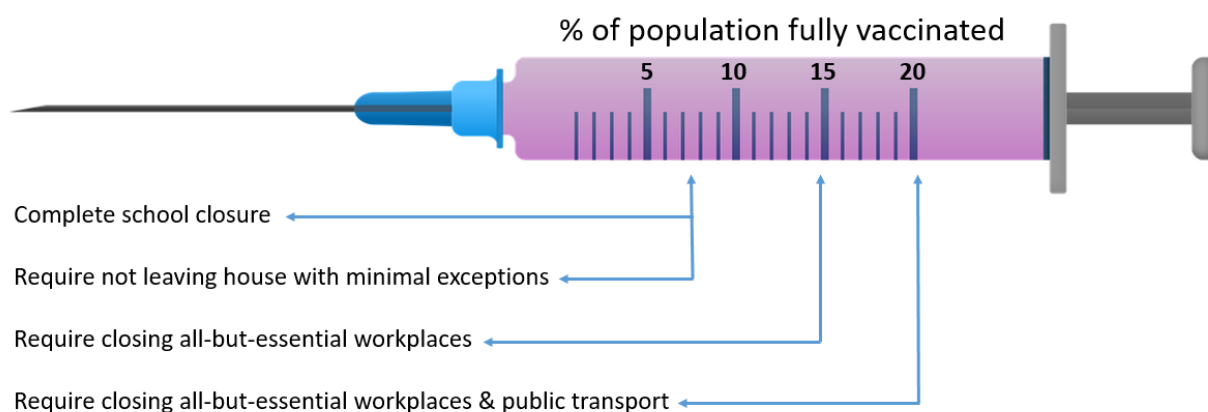 % of population fully vaccinated
5 10 15 20
Complete school closure
Require not leaving house with minimal exceptions
Require closing all-but-essential workplaces
Require closing all-but-essential workplaces & public transport